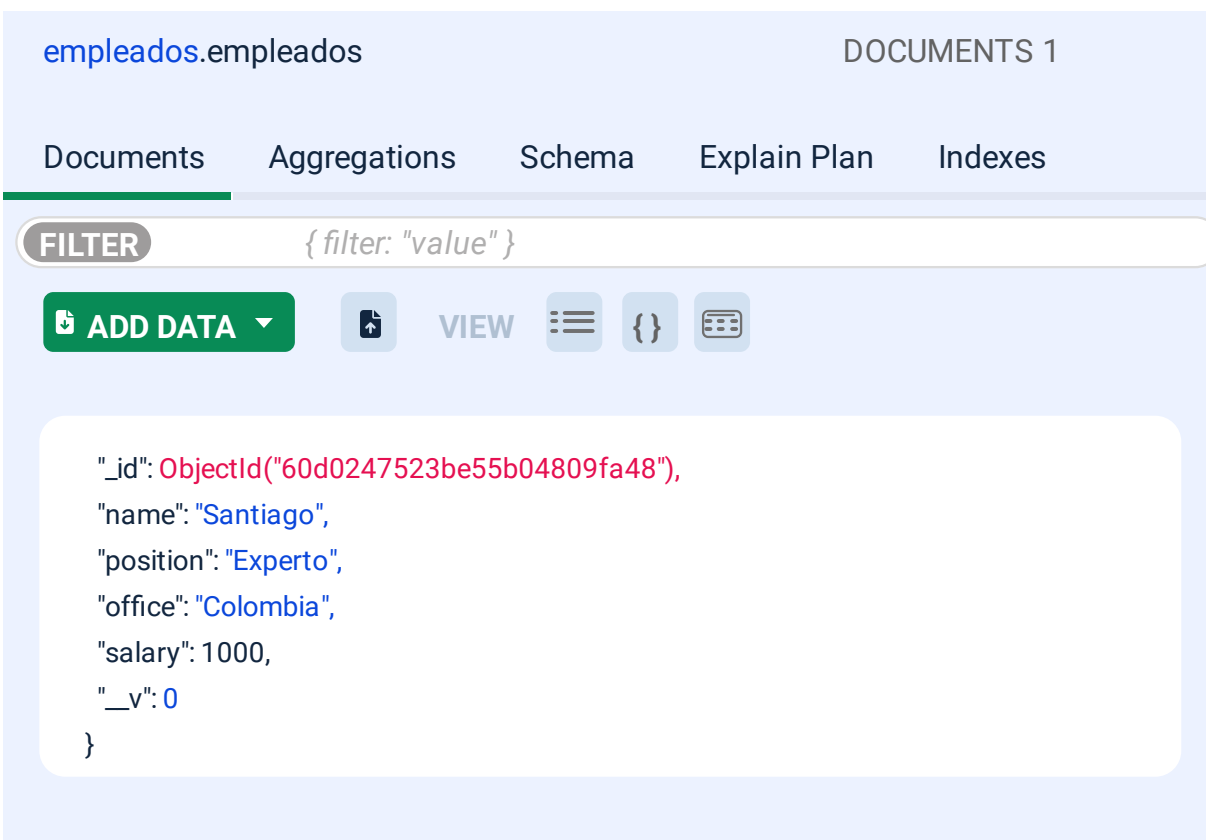 empleados.empleados DOCUMENTS 1
Documents Aggregations Schema Explain Plan Indexes
FILTER { filter: "value" }
ADD DATA VIEW { }
"_id": ObjectId("60d0247523be55b04809fa48"),
"name": "Santiago",
"position": "Experto",
"office": "Colombia",
"salary": 1000,
"__v": 0
}